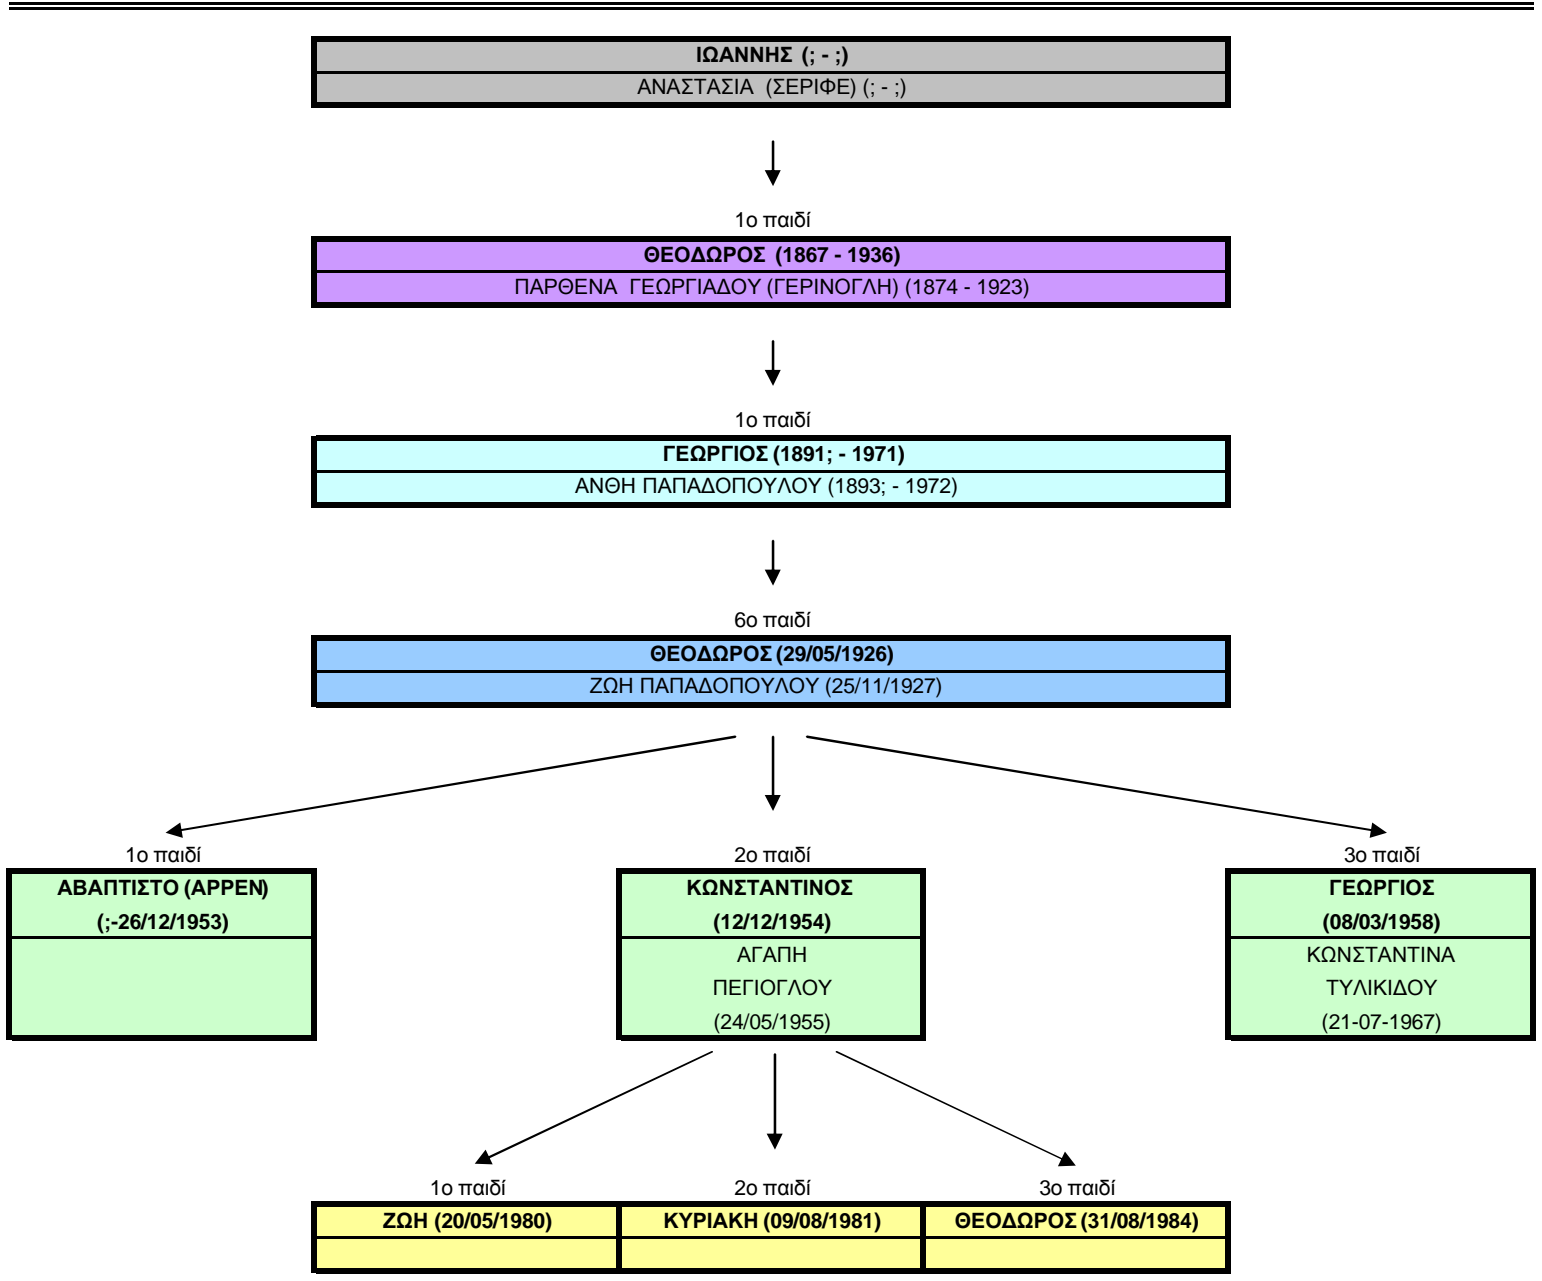 ΙΩΑΝΝΗΣ (; - ;)
ΑΝΑΣΤΑΣΙΑ (ΣΕΡΙΦΕ) (; - ;)
1ο παιδί
ΘΕΟΔΩΡΟΣ (1867 - 1936)
ΠΑΡΘΕΝΑ ΓΕΩΡΓΙΑΔΟΥ (ΓΕΡΙΝΟΓΛΗ) (1874 - 1923)
1ο παιδί
ΓΕΩΡΓΙΟΣ (1891; - 1971)
ΑΝΘΗ ΠΑΠΑΔΟΠΟΥΛΟΥ (1893; - 1972)
6ο παιδί
ΘΕΟΔΩΡΟΣ (29/05/1926)
ΖΩΗ ΠΑΠΑΔΟΠΟΥΛΟΥ (25/11/1927)
1ο παιδί
ΑΒΑΠΤΙΣΤΟ (ΑΡΡΕΝ)
(;-26/12/1953)
2ο παιδί
ΚΩΝΣΤΑΝΤΙΝΟΣ
(12/12/1954)
ΑΓΑΠΗ
ΠΕΓΙΟΓΛΟΥ
(24/05/1955)
3ο παιδί
ΓΕΩΡΓΙΟΣ
(08/03/1958)
ΚΩΝΣΤΑΝΤΙΝΑ
ΤΥΛΙΚΙΔΟΥ
(21-07-1967)
1ο παιδί
ΖΩΗ (20/05/1980)
2ο παιδί
ΚΥΡΙΑΚΗ (09/08/1981)
3ο παιδί
ΘΕΟΔΩΡΟΣ (31/08/1984)